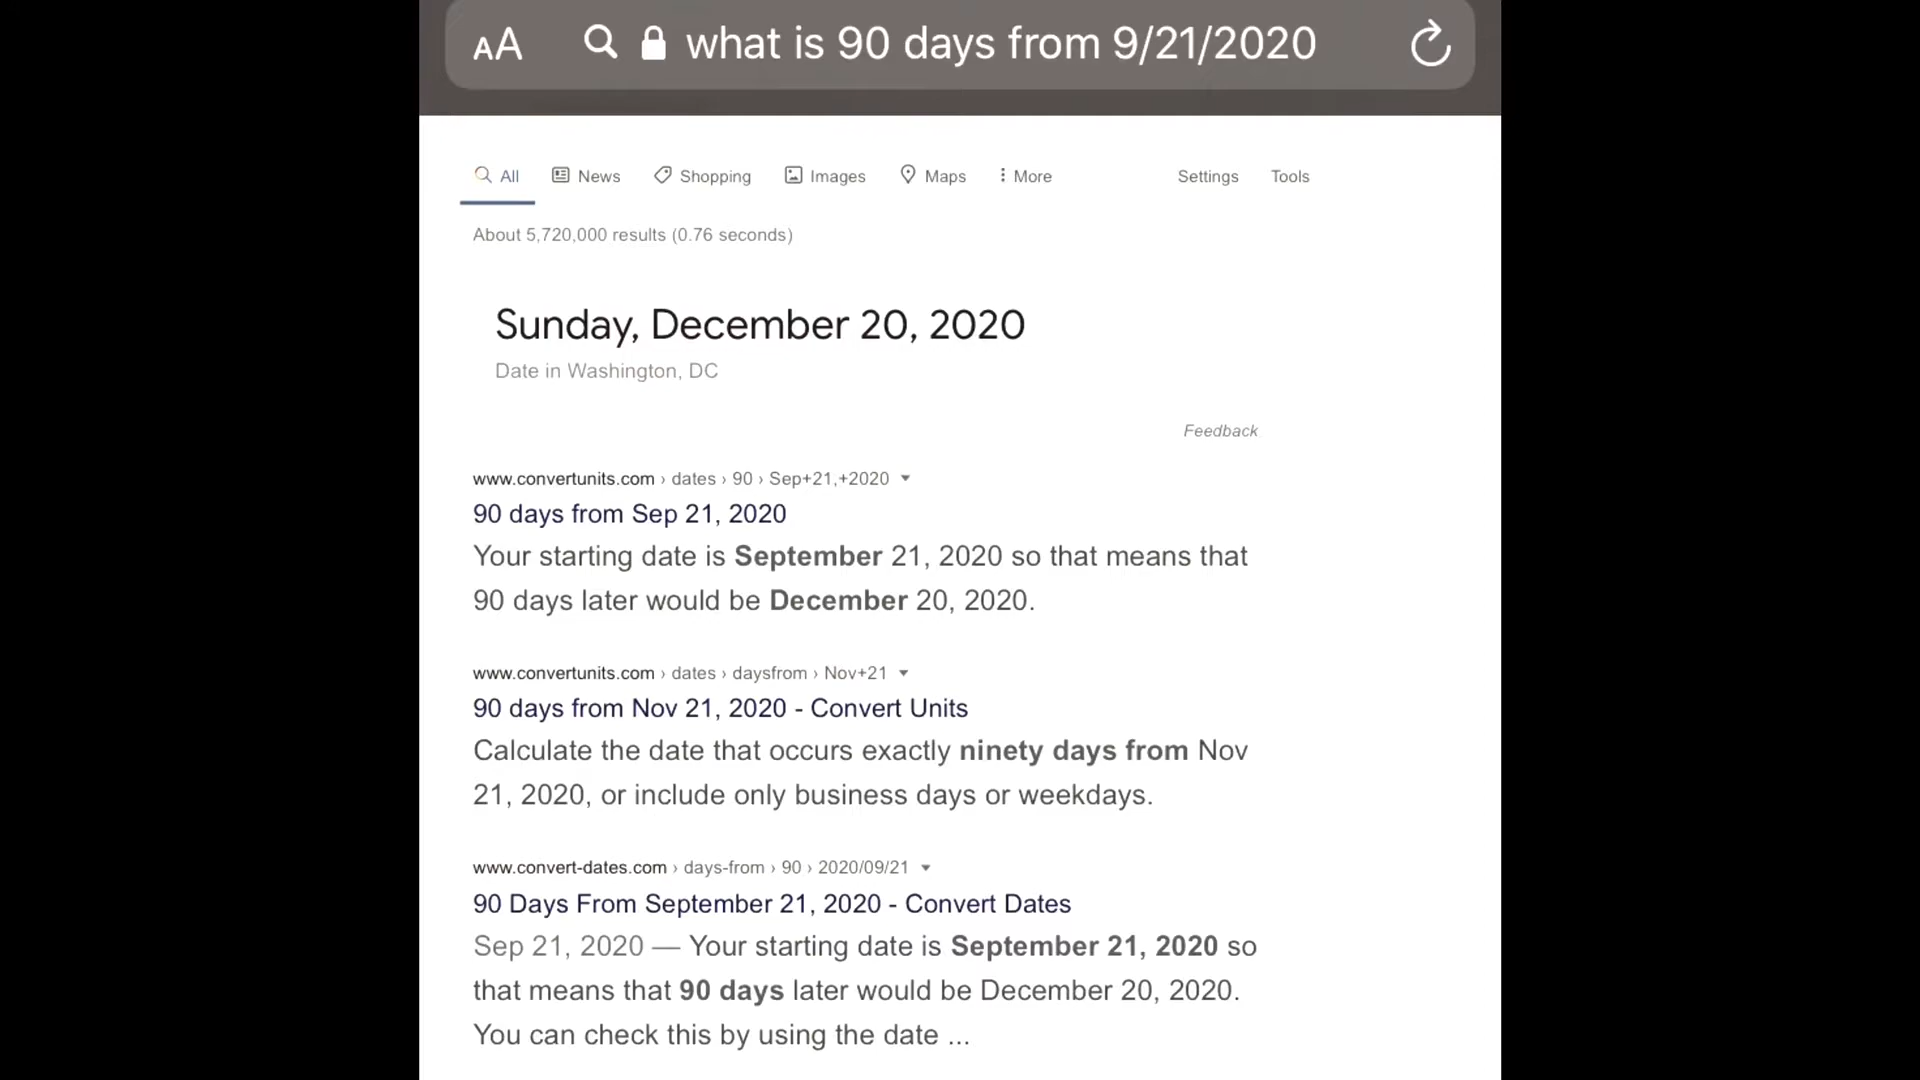 AA what is 90 days from 9/21/2020
All News Shopping Images Maps More Settings Tools
About 5,720,000 results (0.76 seconds)
Sunday, December 20, 2020
Date in Washington, DC
Feedback
www.convertunits.com › dates › 90 › Sep+21,+2020
90 days from Sep 21, 2020
Your starting date is September 21, 2020 so that means that
90 days later would be December 20, 2020.
www.convertunits.com › dates › daysfrom › Nov+21
90 days from Nov 21, 2020 - Convert Units
Calculate the date that occurs exactly ninety days from Nov
21, 2020, or include only business days or weekdays.
www.convert-dates.com › days-from › 90 › 2020/09/21
90 Days From September 21, 2020 - Convert Dates
Sep 21, 2020 — Your starting date is September 21, 2020 so
that means that 90 days later would be December 20, 2020.
You can check this by using the date ...